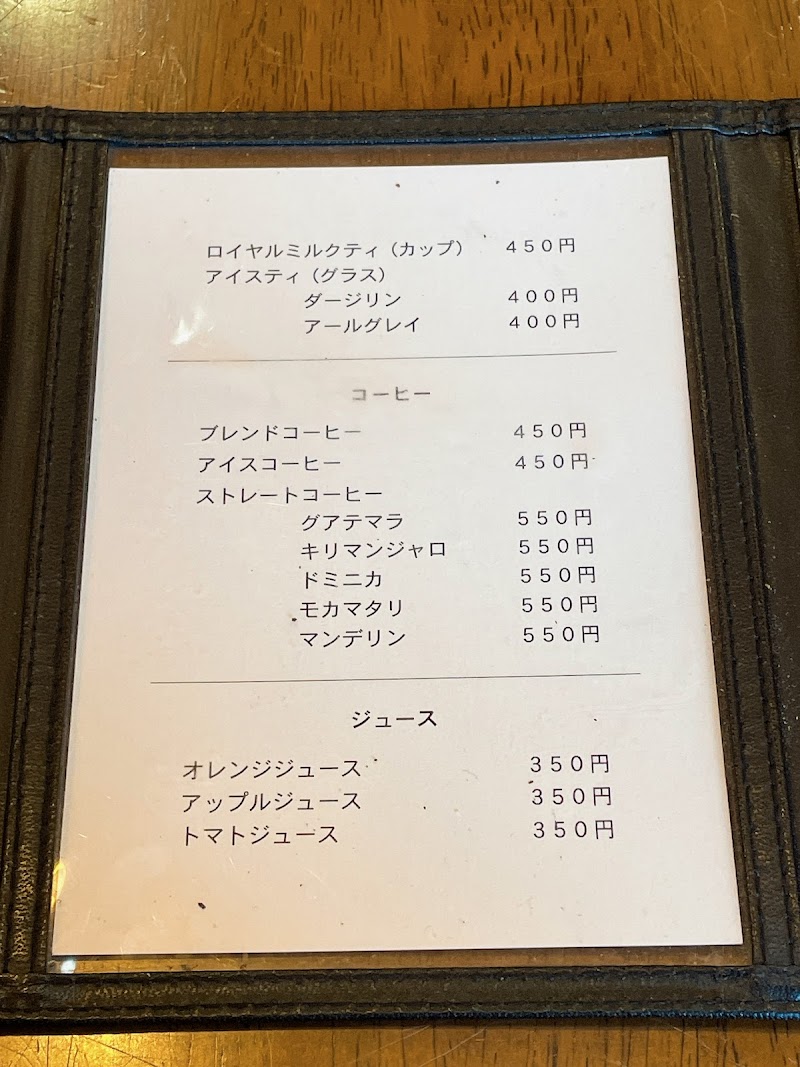 ロイヤルミルクティ（カップ） ４５０円
アイスティ（グラス）
ダージリン ４００円
アールグレイ ４００円
コーヒー
ブレンドコーヒー ４５０円
アイスコーヒー ４５０円
ストレートコーヒー
グアテマラ ５５０円
キリマンジャロ ５５０円
ドミニカ ５５０円
モカマタリ ５５０円
マンデリン ５５０円
ジュース
オレンジジュース ３５０円
アップルジュース ３５０円
トマトジュース ３５０円